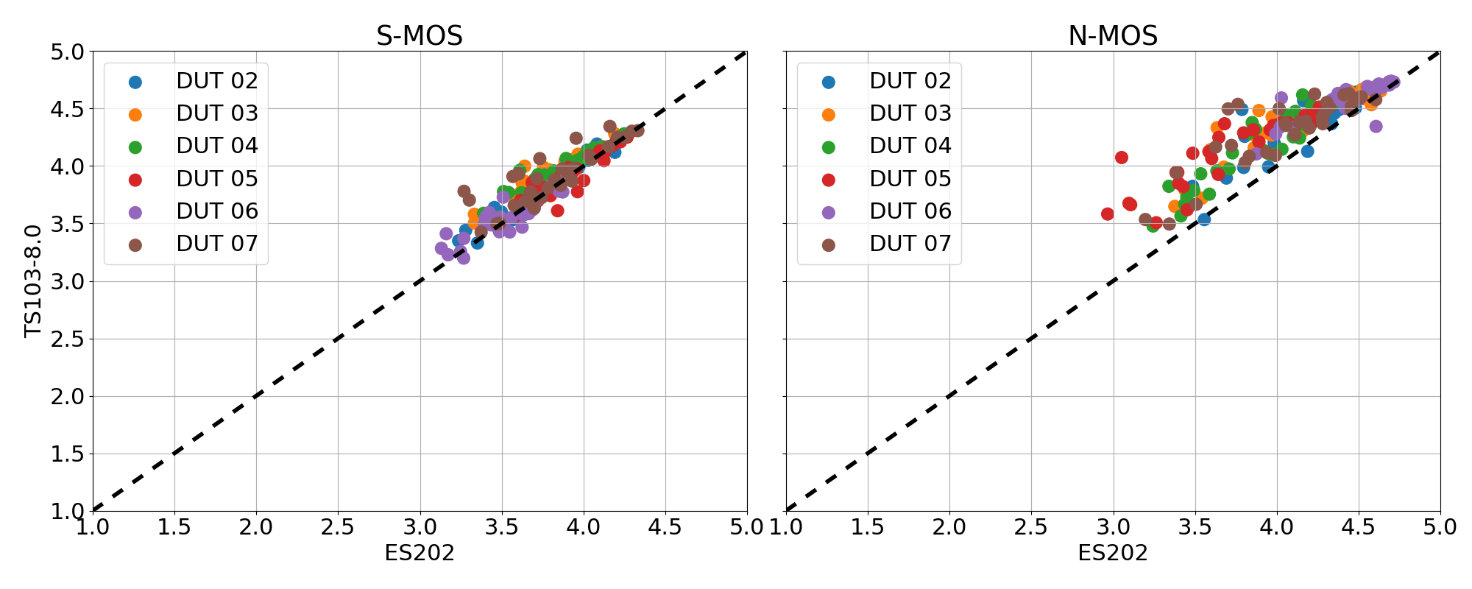 S-MOS
N-MOS
TS103-8.0
5.0
4.5
4.0
3.5
3.0
2.5
2.0
1.5
1.0
DUT 02
DUT 03
DUT 04
DUT 05
DUT 06
DUT 07
1.0 1.5 2.0 2.5 3.0 3.5 4.0 4.5 5.0
ES202
DUT 02
DUT 03
DUT 04
DUT 05
DUT 06
DUT 07
1.0 1.5 2.0 2.5 3.0 3.5 4.0 4.5 5.0
ES202